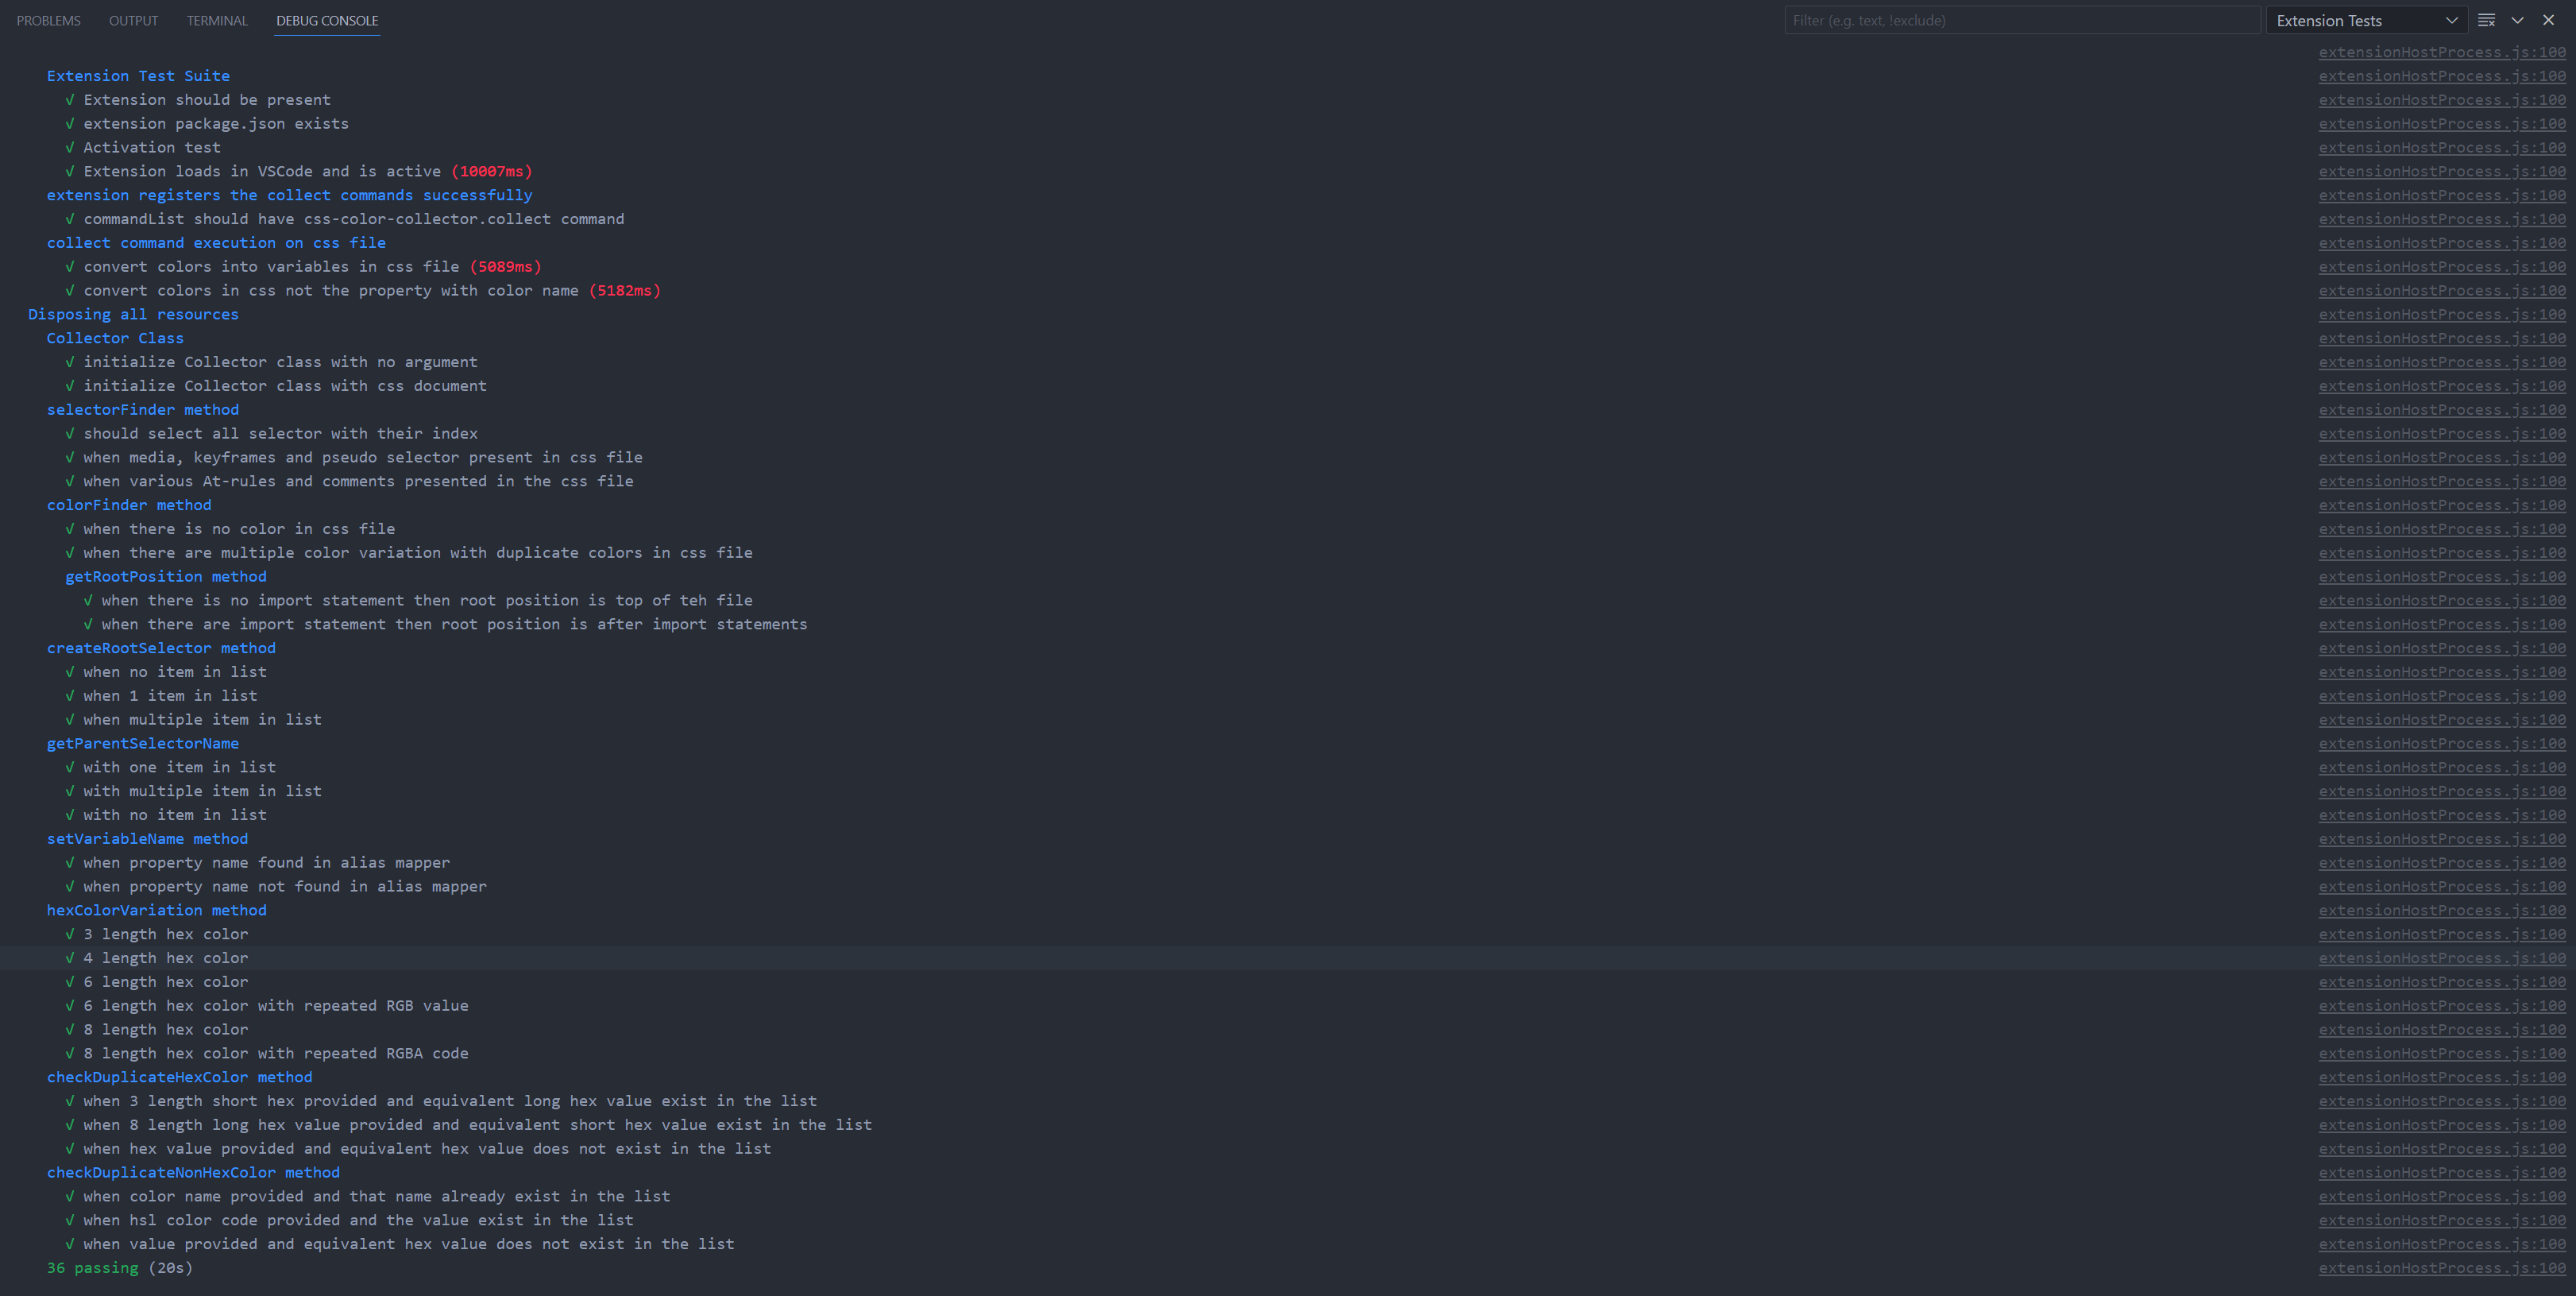 PROBLEMS OUTPUT TERMINAL DEBUG CONSOLE Filter (e.g. text, !exclude) Extension Tests
extensionHostProcess.js:100
Extension Test Suite extensionHostProcess.js:100
√ Extension should be present extensionHostProcess.js:100
√ extension package.json exists extensionHostProcess.js:100
√ Activation test extensionHostProcess.js:100
√ Extension loads in VSCode and is active (10007ms) extensionHostProcess.js:100
extension registers the collect commands successfully extensionHostProcess.js:100
√ commandList should have css-color-collector.collect command extensionHostProcess.js:100
collect command execution on css file extensionHostProcess.js:100
√ convert colors into variables in css file (5089ms) extensionHostProcess.js:100
√ convert colors in css not the property with color name (5182ms) extensionHostProcess.js:100
Disposing all resources extensionHostProcess.js:100
Collector Class extensionHostProcess.js:100
√ initialize Collector class with no argument extensionHostProcess.js:100
√ initialize Collector class with css document extensionHostProcess.js:100
selectorFinder method extensionHostProcess.js:100
√ should select all selector with their index extensionHostProcess.js:100
√ when media, keyframes and pseudo selector present in css file extensionHostProcess.js:100
√ when various At-rules and comments presented in the css file extensionHostProcess.js:100
colorFinder method extensionHostProcess.js:100
√ when there is no color in css file extensionHostProcess.js:100
√ when there are multiple color variation with duplicate colors in css file extensionHostProcess.js:100
getRootPosition method extensionHostProcess.js:100
√ when there is no import statement then root position is top of teh file extensionHostProcess.js:100
√ when there are import statement then root position is after import statements extensionHostProcess.js:100
createRootSelector method extensionHostProcess.js:100
√ when no item in list extensionHostProcess.js:100
√ when 1 item in list extensionHostProcess.js:100
√ when multiple item in list extensionHostProcess.js:100
getParentSelectorName extensionHostProcess.js:100
√ with one item in list extensionHostProcess.js:100
√ with multiple item in list extensionHostProcess.js:100
√ with no item in list extensionHostProcess.js:100
setVariableName method extensionHostProcess.js:100
√ when property name found in alias mapper extensionHostProcess.js:100
√ when property name not found in alias mapper extensionHostProcess.js:100
hexColorVariation method extensionHostProcess.js:100
√ 3 length hex color extensionHostProcess.js:100
√ 4 length hex color extensionHostProcess.js:100
√ 6 length hex color extensionHostProcess.js:100
√ 6 length hex color with repeated RGB value extensionHostProcess.js:100
√ 8 length hex color extensionHostProcess.js:100
√ 8 length hex color with repeated RGBA code extensionHostProcess.js:100
checkDuplicateHexColor method extensionHostProcess.js:100
√ when 3 length short hex provided and equivalent long hex value exist in the list extensionHostProcess.js:100
√ when 8 length long hex value provided and equivalent short hex value exist in the list extensionHostProcess.js:100
√ when hex value provided and equivalent hex value does not exist in the list extensionHostProcess.js:100
checkDuplicateNonHexColor method extensionHostProcess.js:100
√ when color name provided and that name already exist in the list extensionHostProcess.js:100
√ when hsl color code provided and the value exist in the list extensionHostProcess.js:100
√ when value provided and equivalent hex value does not exist in the list extensionHostProcess.js:100
36 passing (20s) extensionHostProcess.js:100